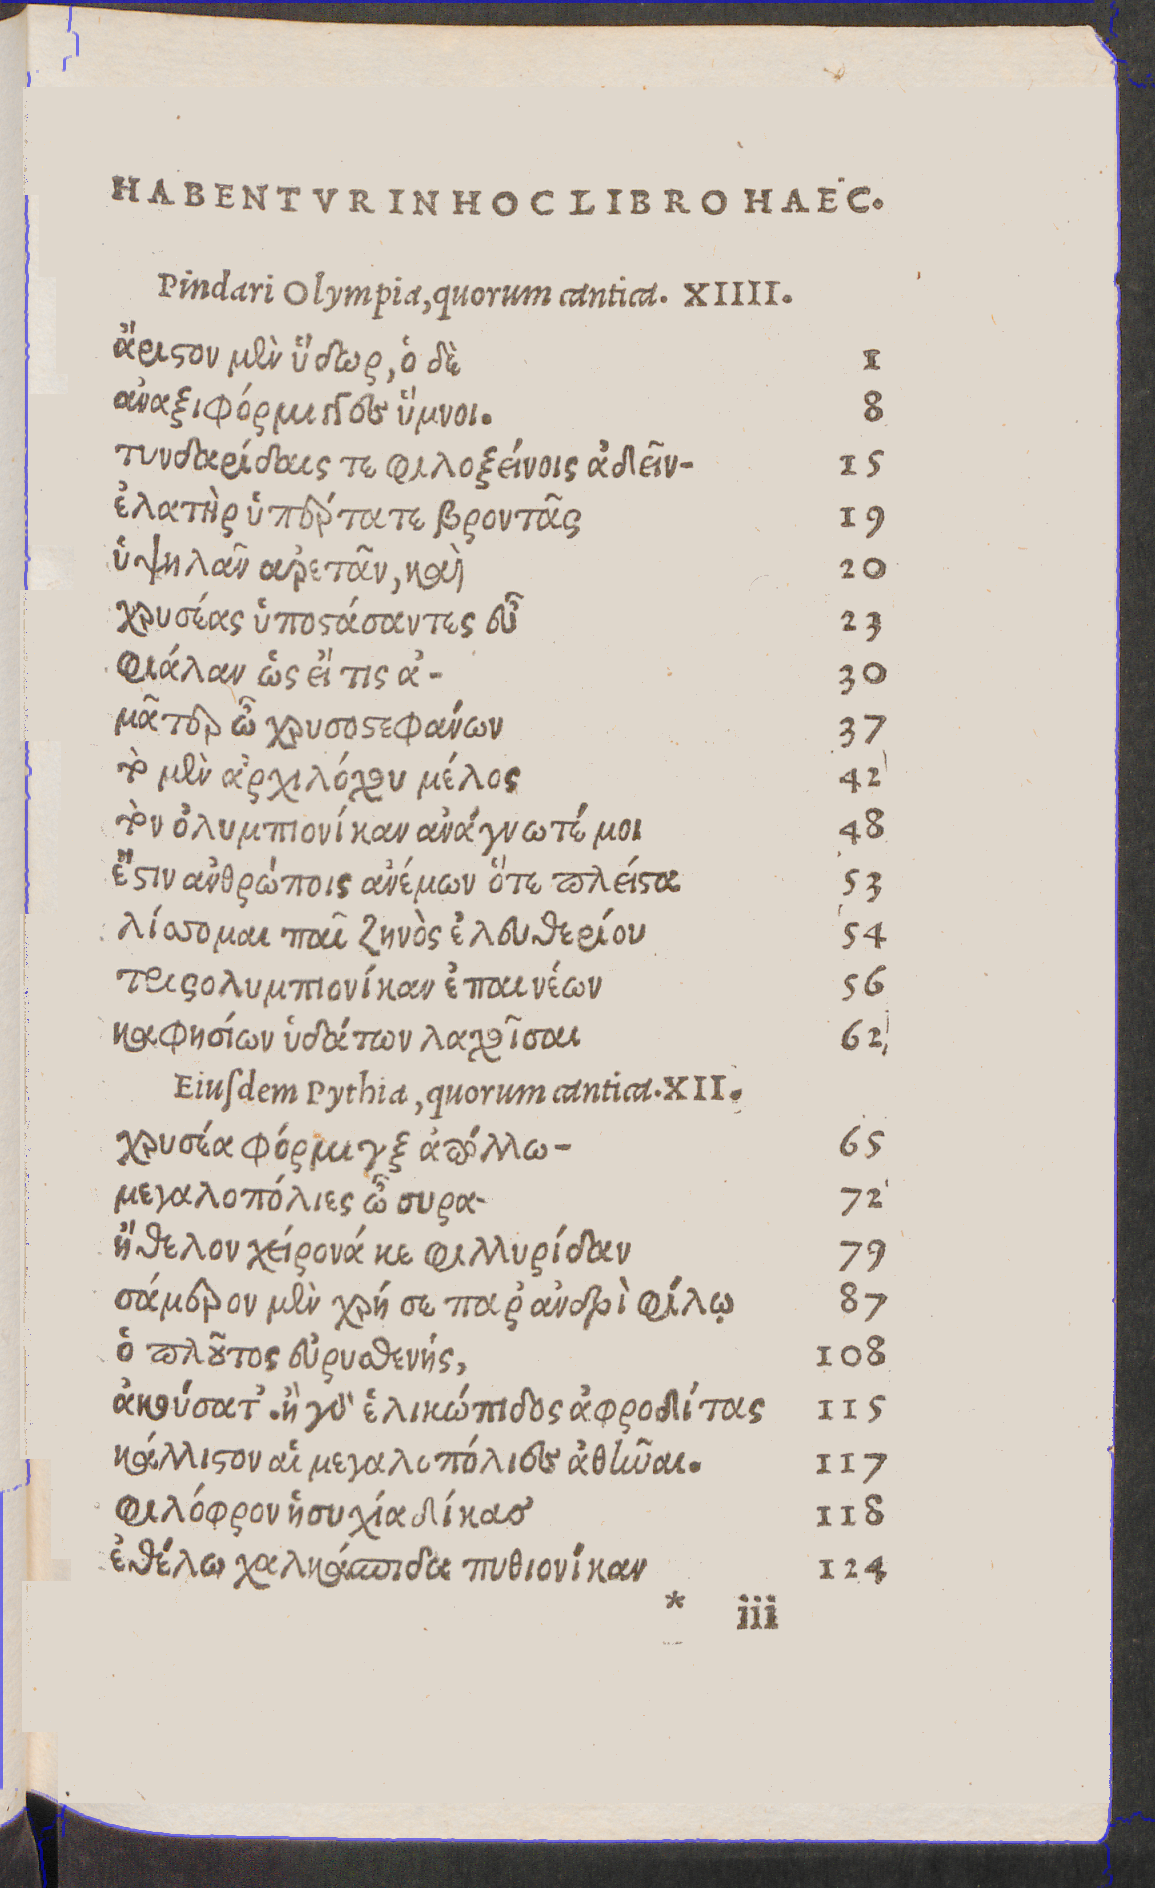 HABENTVR IN HOC LIBRO HAEC.
Pindari Olympia, quorum cantica. XIIII.
ἄριστον μὲν ὕδωρ, ὁ δὲ 1
ἀναξιφόρμιγγες ὕμνοι. 8
τυνδαρίδαις τε φιλοξείνοις ἀδεῖν- 15
ἐλατὴρ ὑπέρτατε βροντᾶς 19
ὑψηλᾶν ἀρετᾶν, καὶ 20
χρυσέας ὑποστάσαντες εὖ 23
φιάλαν ὡς εἴ τις ἀ- 30
μᾶτερ ὦ χρυσοστεφάνων 37
τὸ μὲν ἀρχιλόχου μέλος 42
τὸν ὀλυμπιονίκαν ἀνάγνωτέ μοι 48
ἔστιν ἀνθρώποις ἀνέμων ὅτε πλείστα 53
λίσσομαι παῖ ζηνὸς ἐλευθερίου 54
τρισολυμπιονίκαν ἐπαινέων 56
καφησίων ὑδάτων λαχοῖσαι 62
Eiusdem Pythia, quorum cantica. XII.
χρυσέα φόρμιγξ ἀπόλλω- 65
μεγαλοπόλιες ὦ συρα- 72
ἤθελον χείρονά κε φιλλυρίδαν 79
σάμερον μὲν χρή σε παρ' ἀνδρὶ φίλῳ 87
ὁ πλοῦτος εὐρυσθενής, 108
ἀκούσατ'. ἢ γὸ ἑλικώπιδος ἀφροδίτας 115
κάλλιστον αἱ μεγαλοπόλιες ἀθῆναι. 117
φιλόφρον ἡσυχία δίκας 118
ἐθέλω χαλκάσπιδα πυθιονίκαν 124
* iii